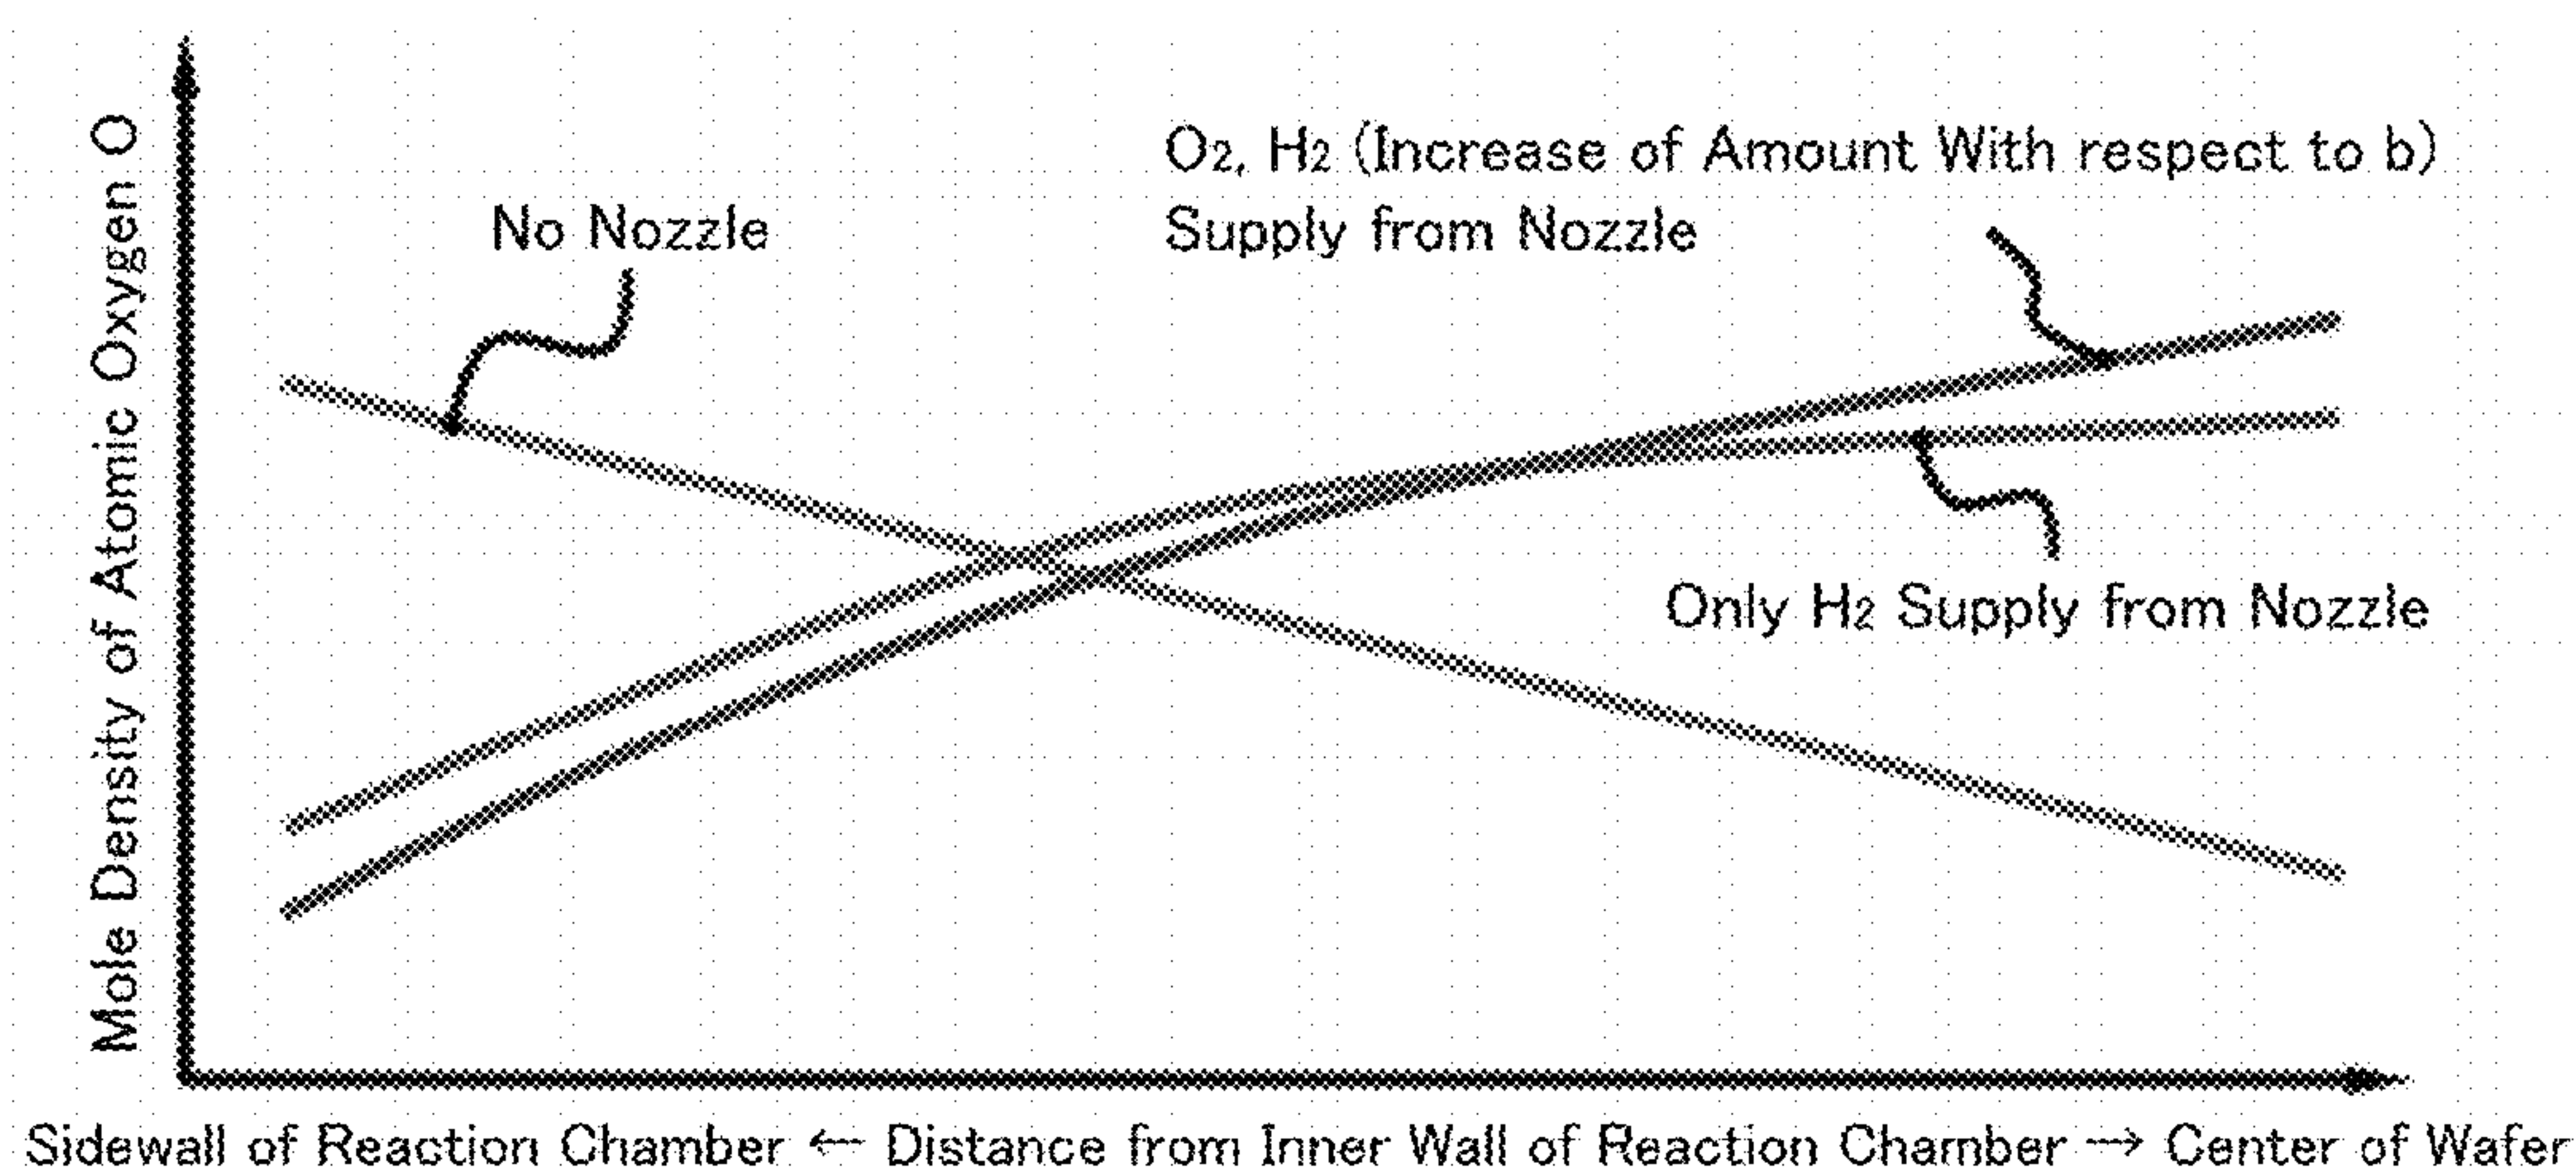 Mole Density of Atomic Oxygen O
No Nozzle
O2, H2 (Increase of Amount With respect to b)
Supply from Nozzle
Only H2 Supply from Nozzle
Sidewall of Reaction Chamber ← Distance from Inner Wall of Reaction Chamber → Center of Wafer